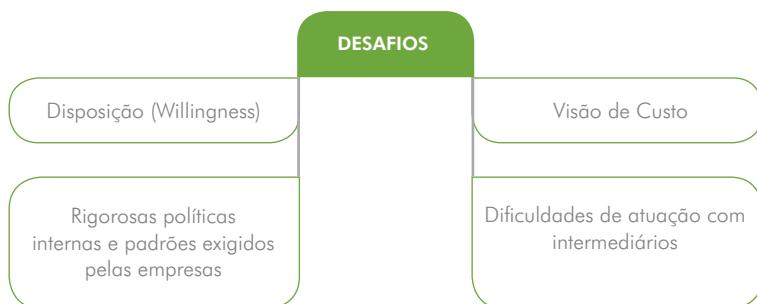 DESAFIOS
Disposição (Willingness)
Visão de Custo
Rigorosas políticas
internas e padrões exigidos
pelas empresas
Dificuldades de atuação com
intermediários